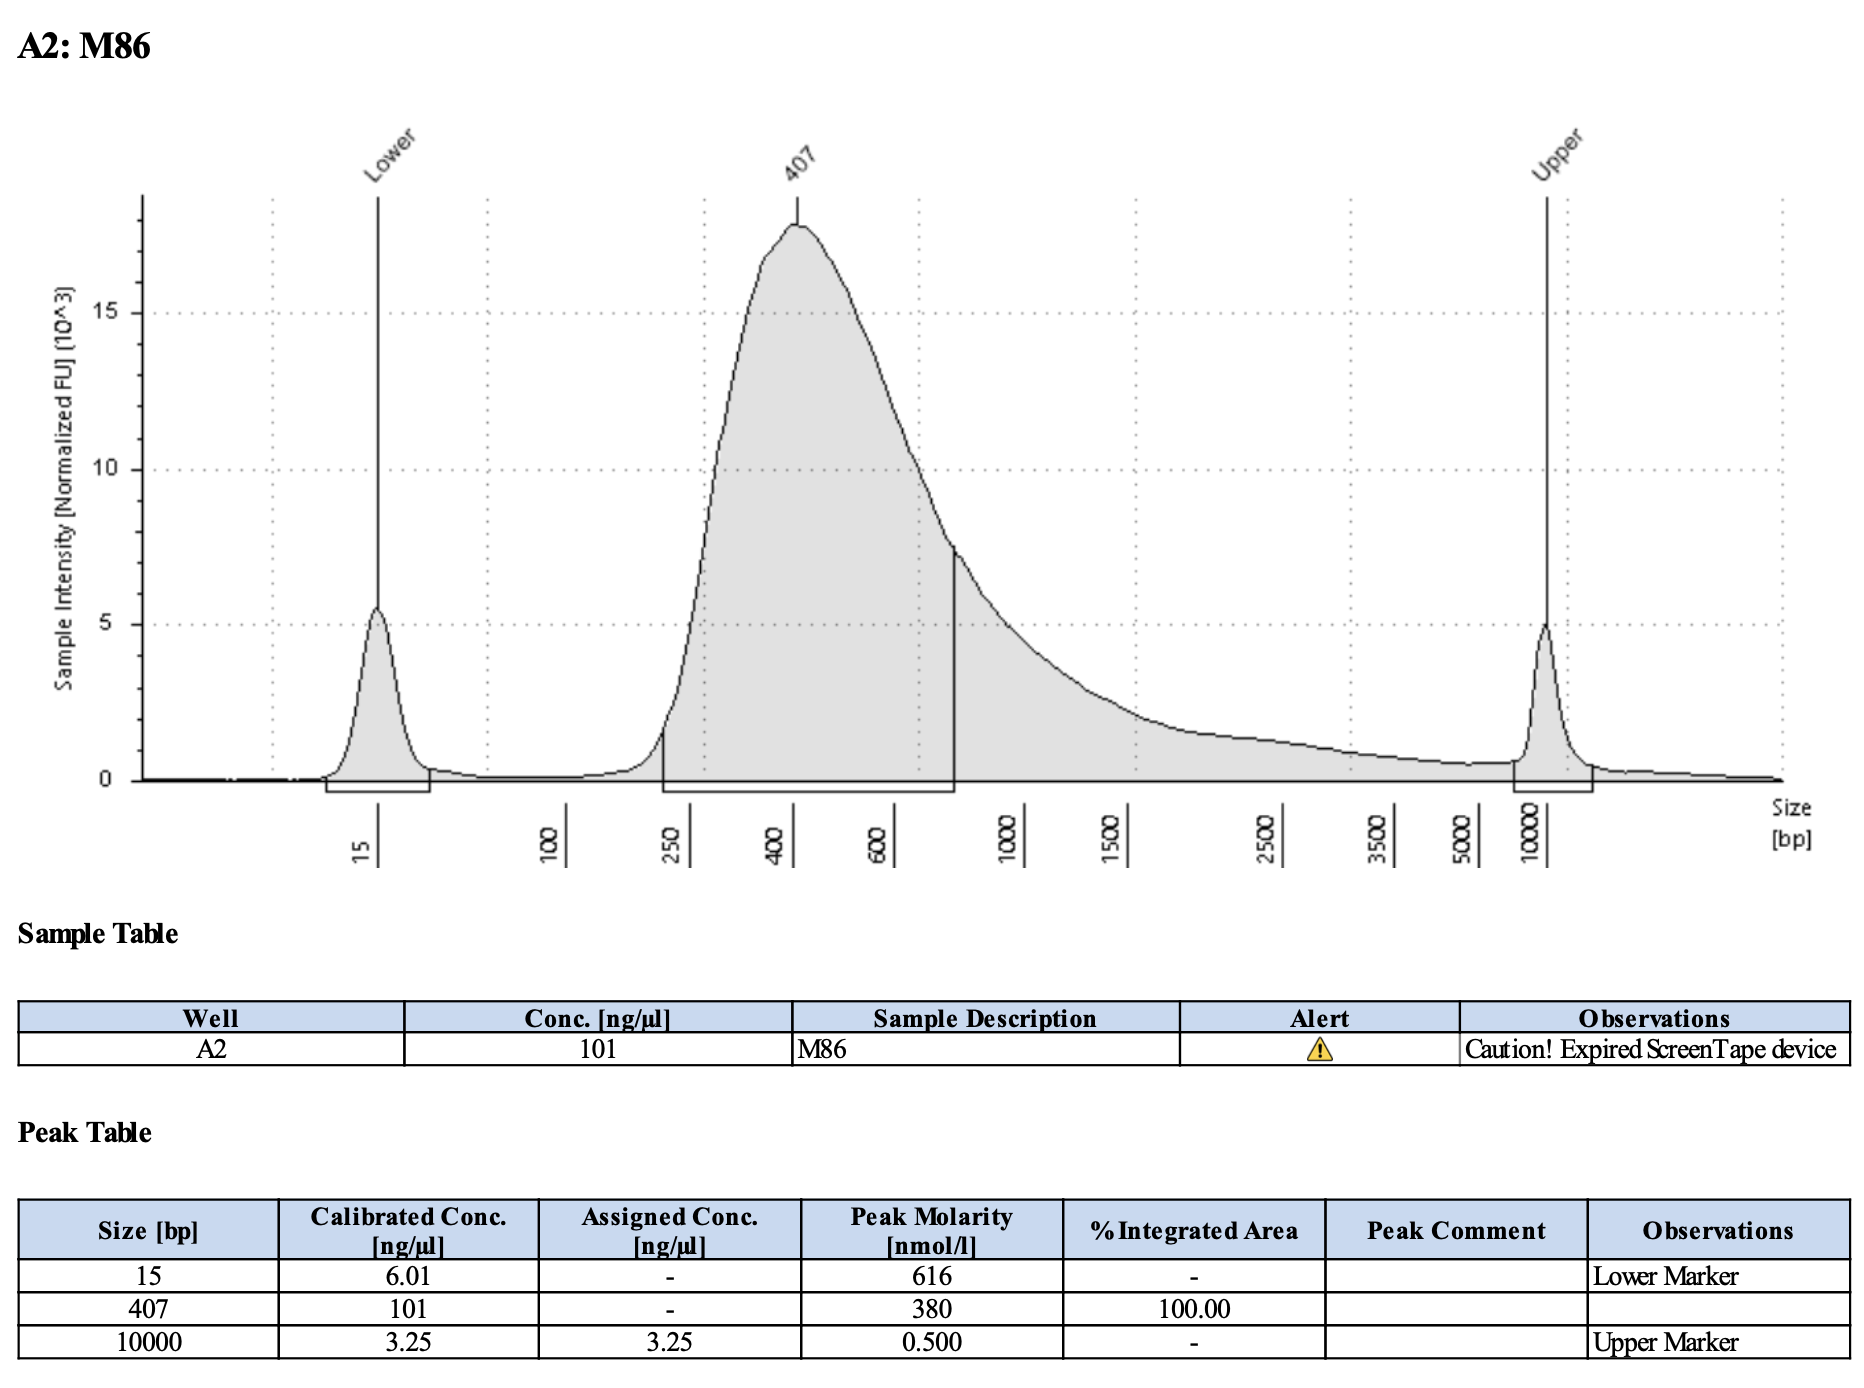 A2: M86
Lower
407
Upper
Sample Intensity [Normalized FU] (10^3)
15
10
5
0
15
100
250
400
600
1000
1500
2500
3500
5000
10000
Size
[bp]
Sample Table
Well Conc. [ng/µl] Sample Description Alert Observations
A2 101 M86 Caution! Expired ScreenTape device
Peak Table
Size [bp] Calibrated Conc. [ng/µl] Assigned Conc. [ng/µl] Peak Molarity [nmol/l] % Integrated Area Peak Comment Observations
15 6.01 - 616 - Lower Marker
407 101 - 380 100.00
10000 3.25 3.25 0.500 - Upper Marker